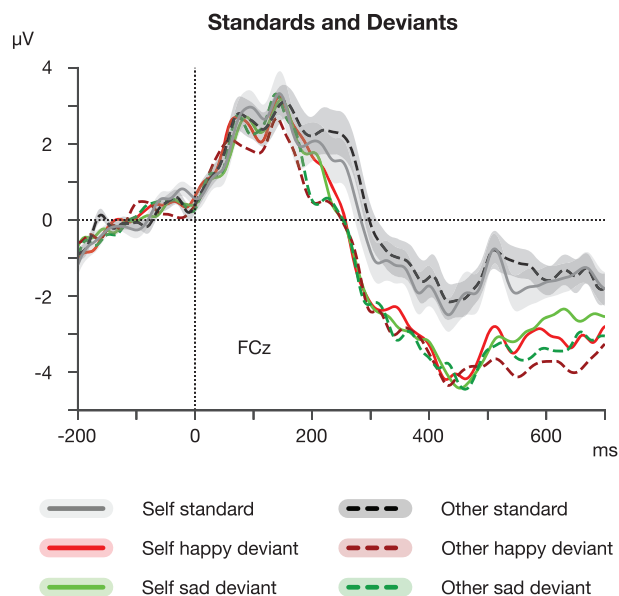 Standards and Deviants
µV
4
2
0
-2
-4
FCz
-200 0 200 400 600
ms
Self standard Other standard
Self happy deviant Other happy deviant
Self sad deviant Other sad deviant